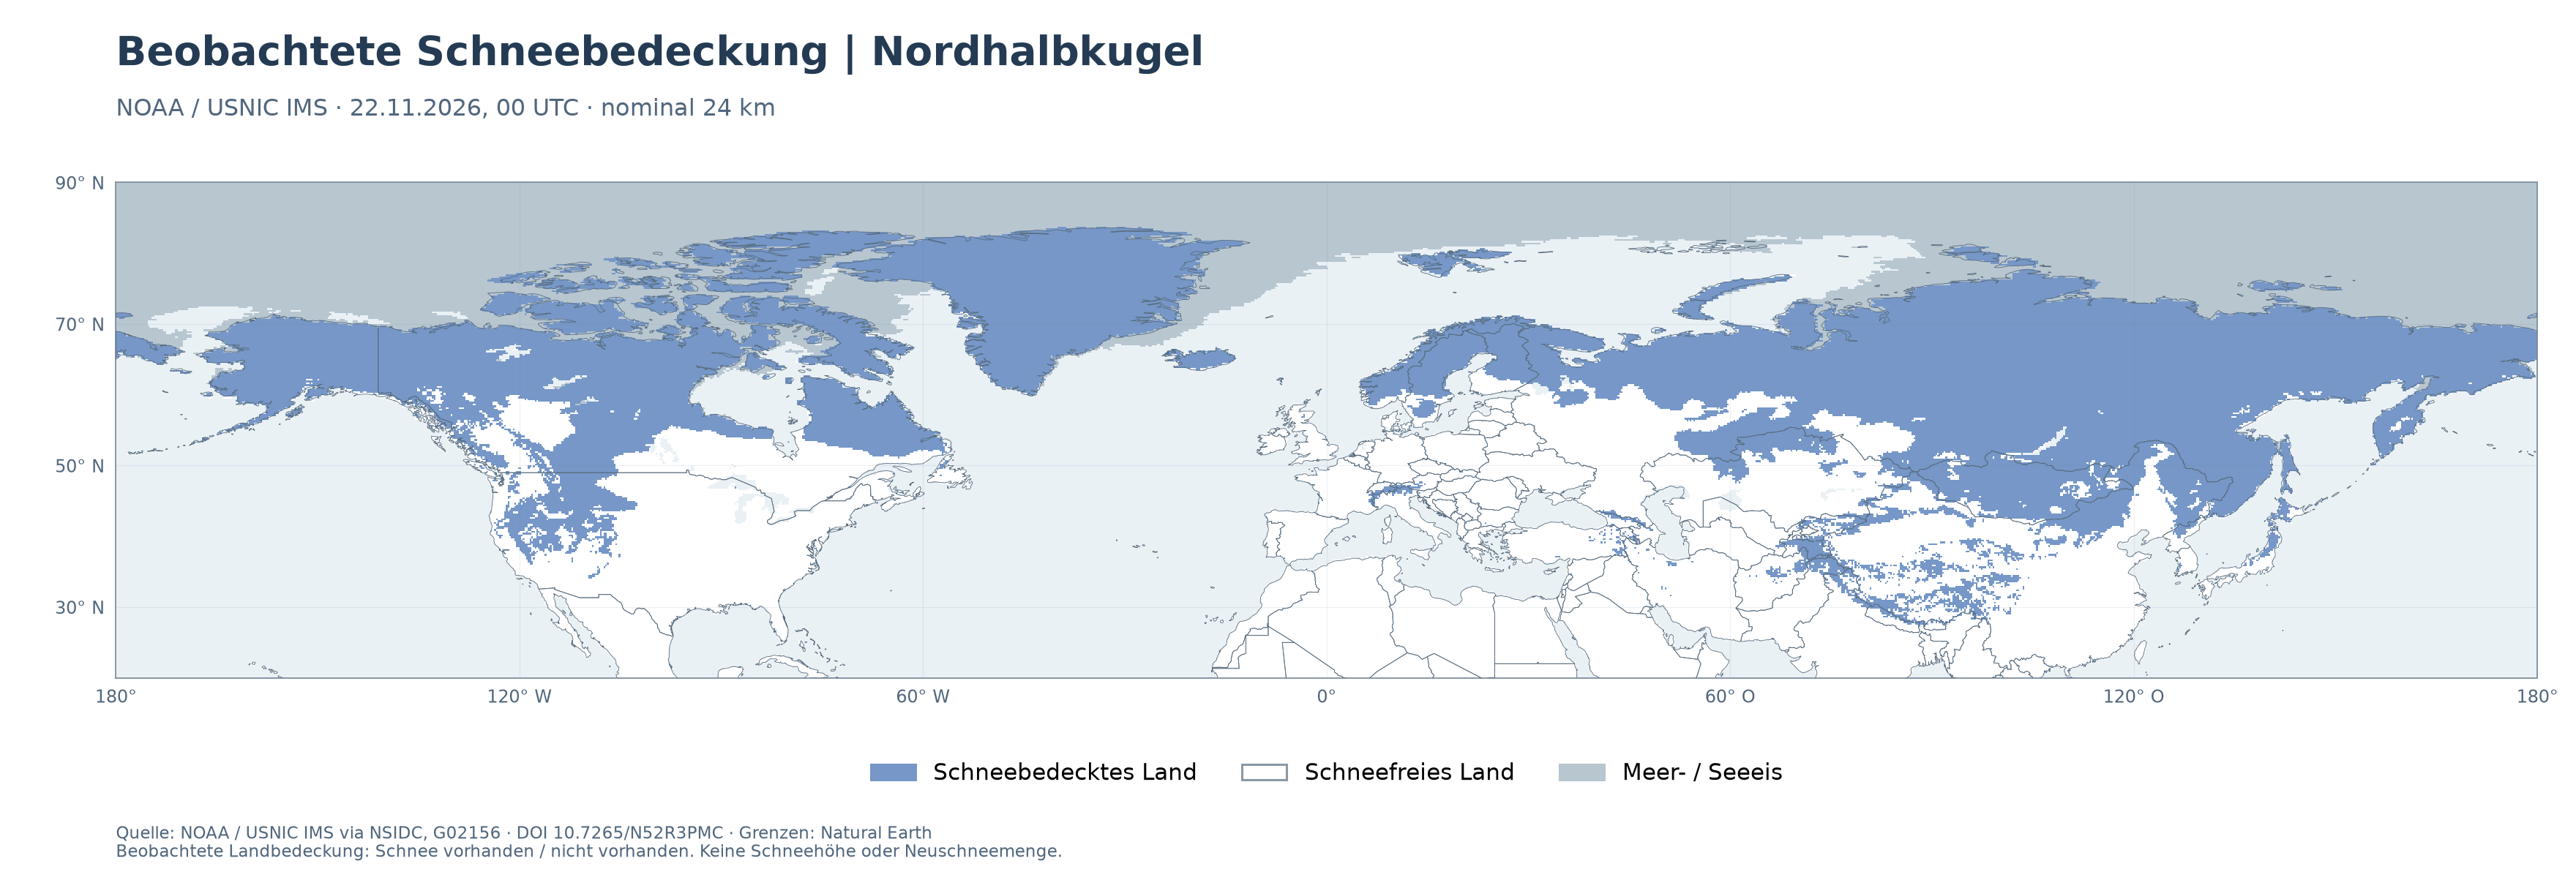 Beobachtete Schneebedeckung | Nordhalbkugel
NOAA / USNIC IMS · 22.11.2026, 00 UTC · nominal 24 km
90° N
70° N
50° N
30° N
180°
120° W
60° W
0°
60° O
120° O
180°
Schneebedecktes Land
Schneefreies Land
Meer- / Seeeis
Quelle: NOAA / USNIC IMS via NSIDC, G02156 · DOI 10.7265/N52R3PMC · Grenzen: Natural Earth
Beobachtete Landbedeckung: Schnee vorhanden / nicht vorhanden. Keine Schneehöhe oder Neuschneemenge.